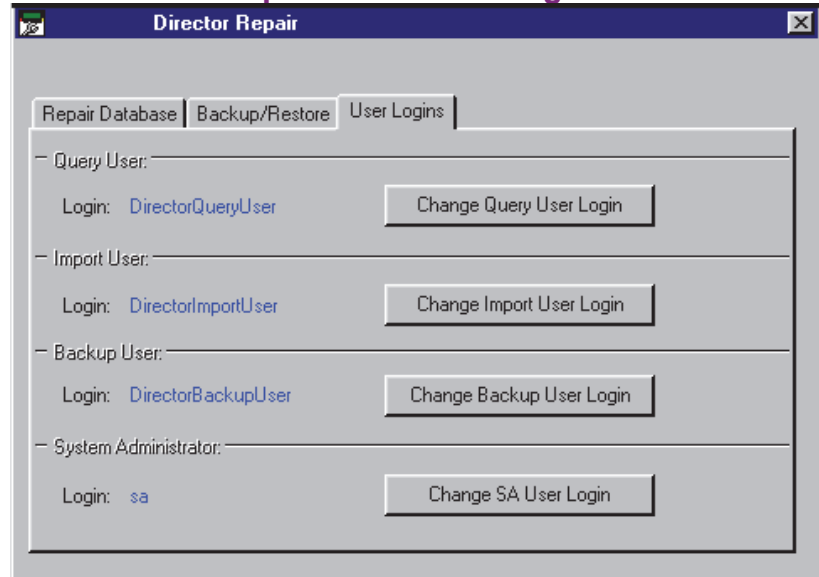 Director Repair
Repair Database Backup/Restore User Logins
Query User:
Login: DirectorQueryUser Change Query User Login
Import User:
Login: DirectorImportUser Change Import User Login
Backup User:
Login: DirectorBackupUser Change Backup User Login
System Administrator:
Login: sa Change SA User Login